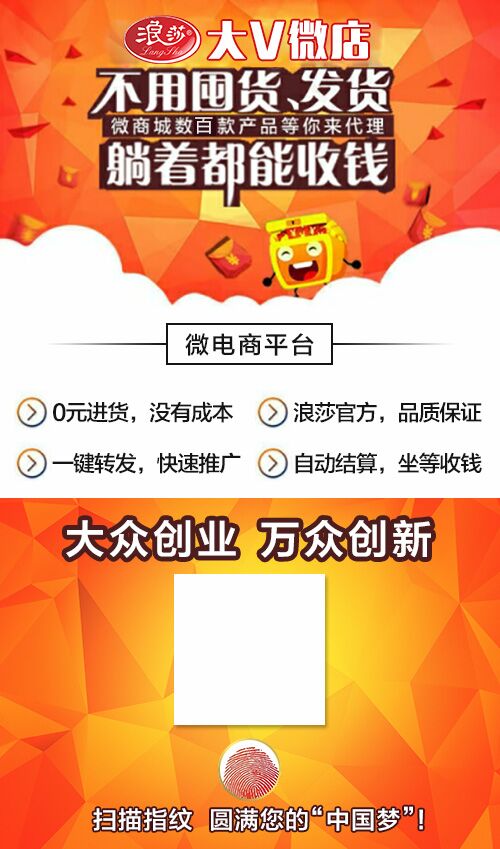 浪莎® 大V微店
LangSha
不用囤货、发货
微商城数百款产品等你来代理
躺着都能收钱
微电商平台
0元进货，没有成本
浪莎官方，品质保证
一键转发，快速推广
自动结算，坐等收钱
大众创业 万众创新
扫描指纹 圆满您的“中国梦”!